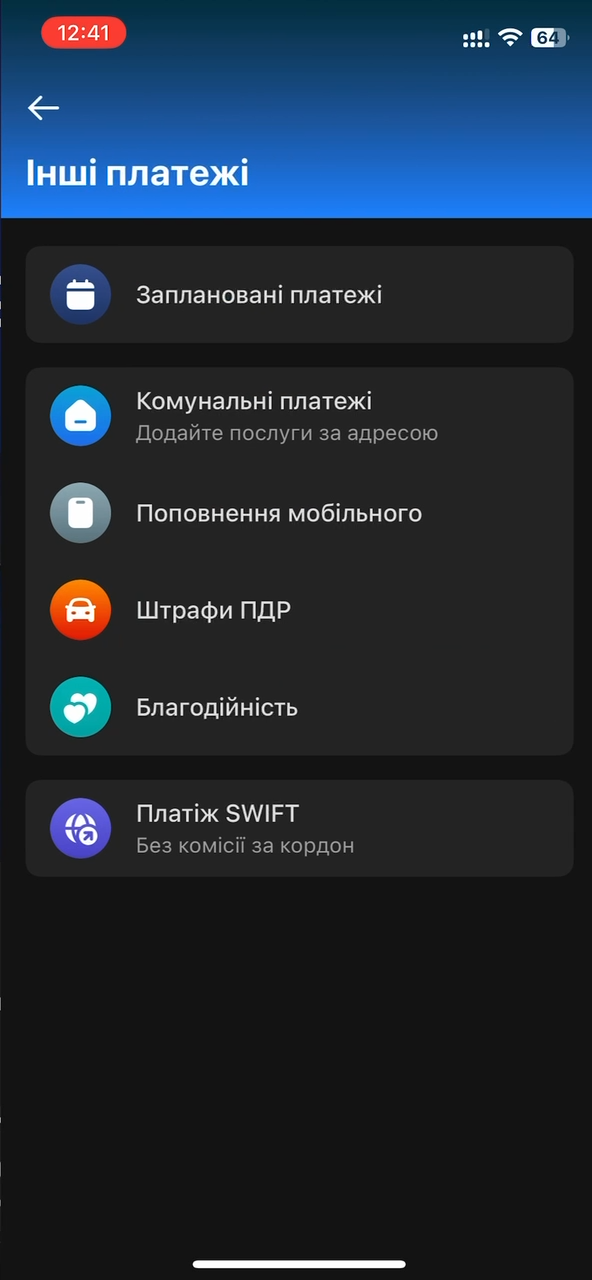 12:41
64
Інші платежі
Заплановані платежі
Комунальні платежі
Додайте послуги за адресою
Поповнення мобільного
Штрафи ПДР
Благодійність
Платіж SWIFT
Без комісії за кордон